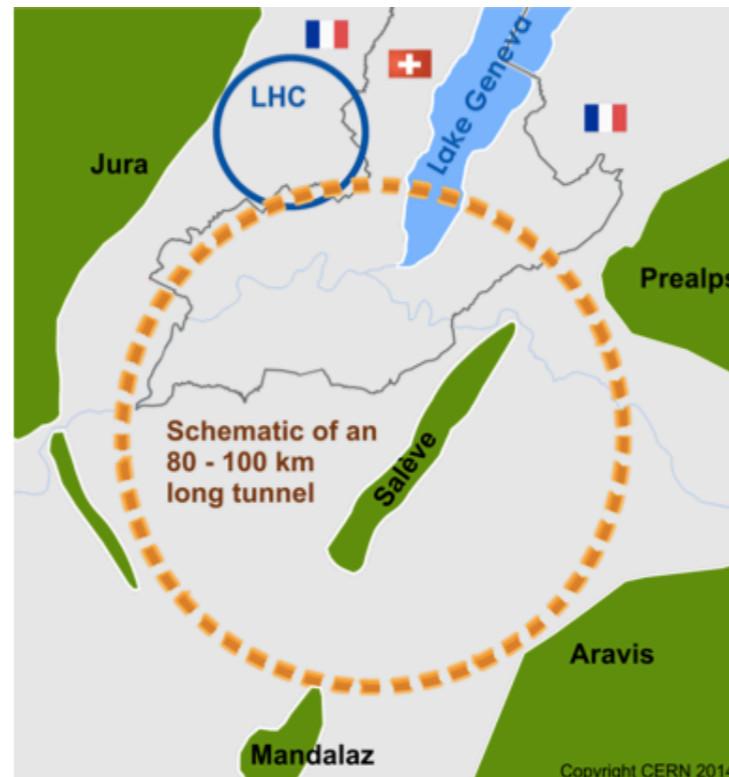 LHC
Lake Geneva
Jura
Prealps
Schematic of an
80 - 100 km
long tunnel
Salève
Aravis
Mandalaz
Copyright CERN 2014